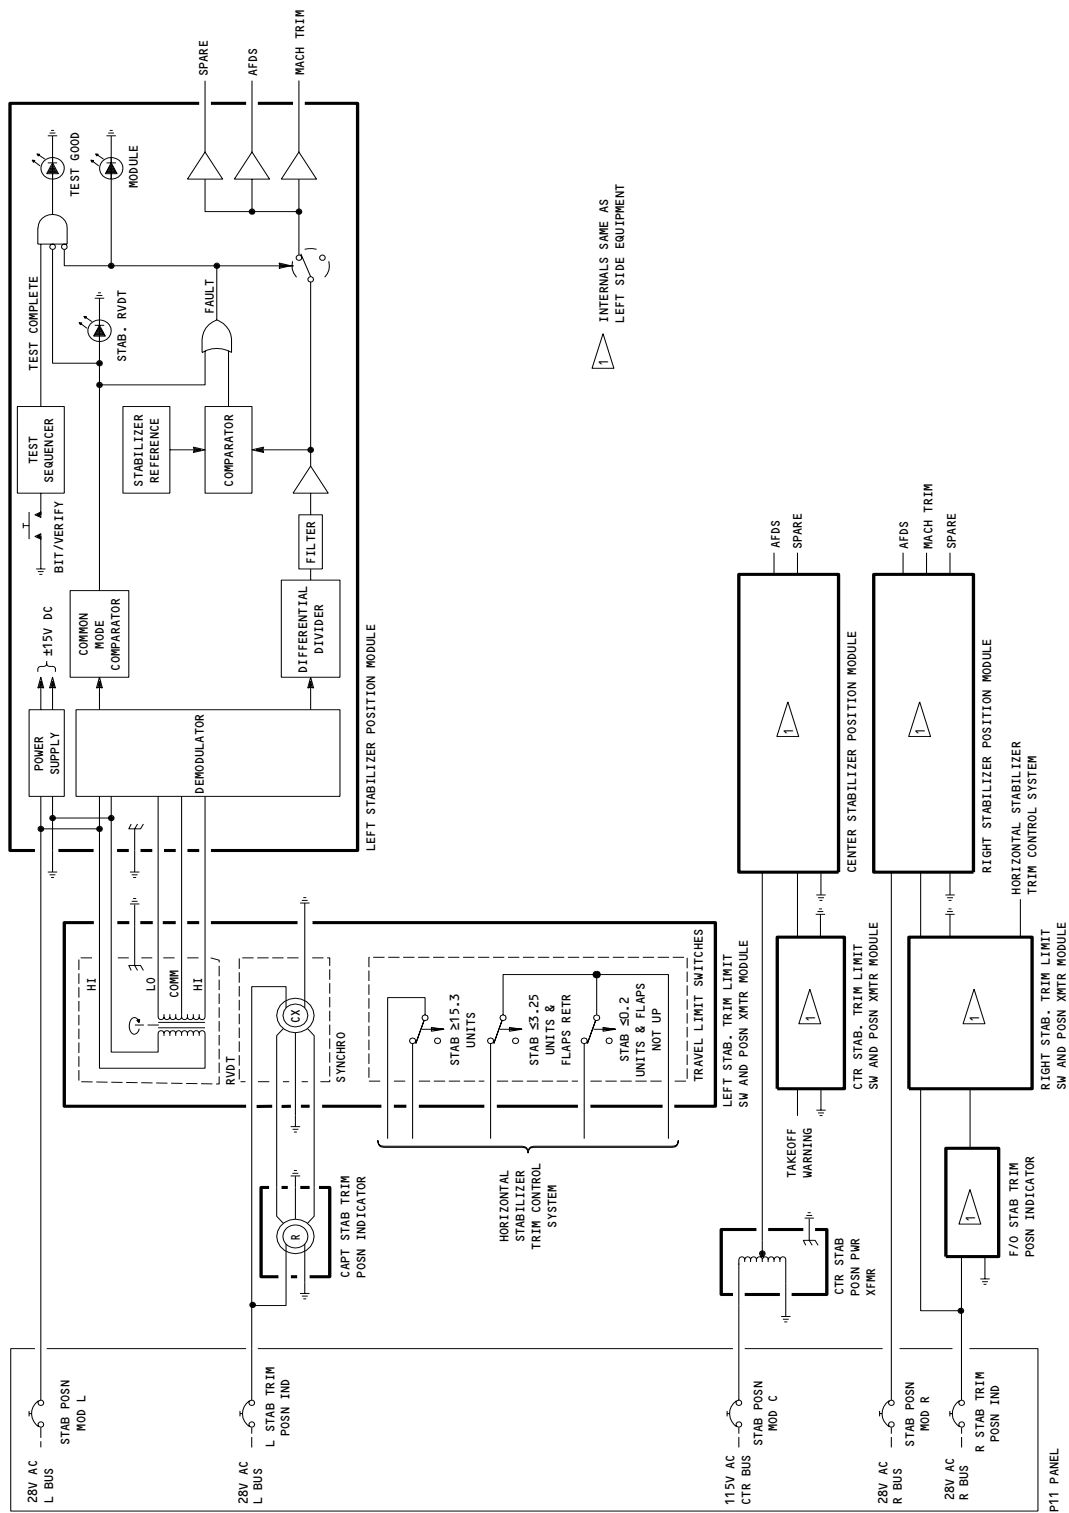 28V AC
L BUS
STAB POSN
MOD L
28V AC
L BUS
L STAB TRIM
POSN IND
115V AC
CTR BUS
STAB POSN
MOD C
28V AC
R BUS
STAB POSN
MOD R
28V AC
R BUS
R STAB TRIM
POSN IND
P11 PANEL
R
CAPT STAB TRIM
POSN INDICATOR
HORIZONTAL
STABILIZER
TRIM CONTROL
SYSTEM
CTR STAB
POSN PWR
XFMR
TAKEOFF
WARNING
1
F/O STAB TRIM
POSN INDICATOR
HI
LO
COMM
HI
RVDT
CX
SYNCHRO
STAB ≥15.3
UNITS
STAB ≤3.25
UNITS &
FLAPS RETR
STAB ≤0.2
UNITS & FLAPS
NOT UP
TRAVEL LIMIT SWITCHES
LEFT STAB. TRIM LIMIT
SW AND POSN XMTR MODULE
1
CTR STAB. TRIM LIMIT
SW AND POSN XMTR MODULE
1
RIGHT STAB. TRIM LIMIT
SW AND POSN XMTR MODULE
HORIZONTAL STABILIZER
TRIM CONTROL SYSTEM
POWER
SUPPLY
±15V DC
DEMODULATOR
COMMON
MODE
COMPARATOR
DIFFERENTIAL
DIVIDER
FILTER
BIT/VERIFY
TEST
SEQUENCER
TEST COMPLETE
STABILIZER
REFERENCE
COMPARATOR
STAB. RVDT
FAULT
TEST GOOD
MODULE
SPARE
AFDS
MACH TRIM
LEFT STABILIZER POSITION MODULE
1
INTERNALS SAME AS
LEFT SIDE EQUIPMENT
1
AFDS
SPARE
CENTER STABILIZER POSITION MODULE
1
AFDS
MACH TRIM
SPARE
RIGHT STABILIZER POSITION MODULE